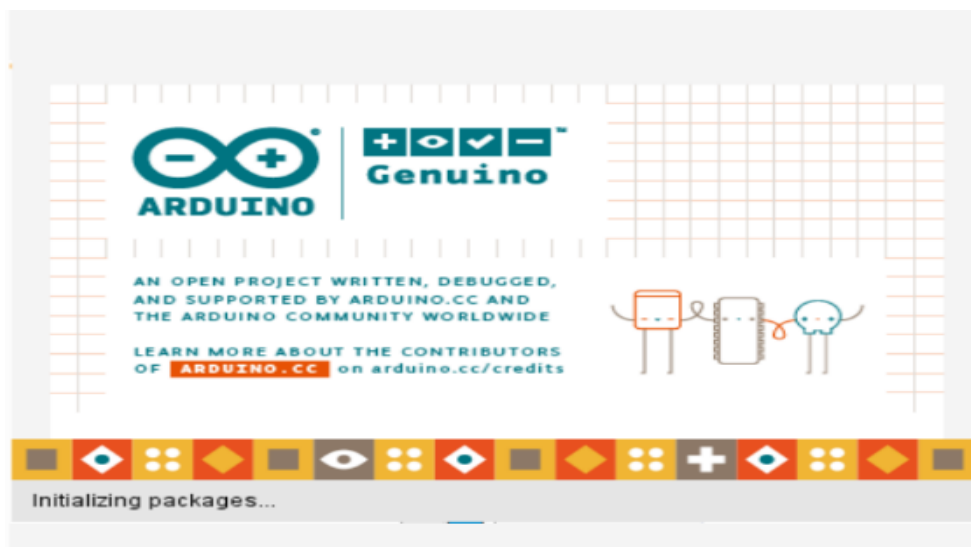 ARDUINO
™
Genuino
AN OPEN PROJECT WRITTEN, DEBUGGED,
AND SUPPORTED BY ARDUINO.CC AND
THE ARDUINO COMMUNITY WORLDWIDE
LEARN MORE ABOUT THE CONTRIBUTORS
OF ARDUINO.CC on arduino.cc/credits
Initializing packages...